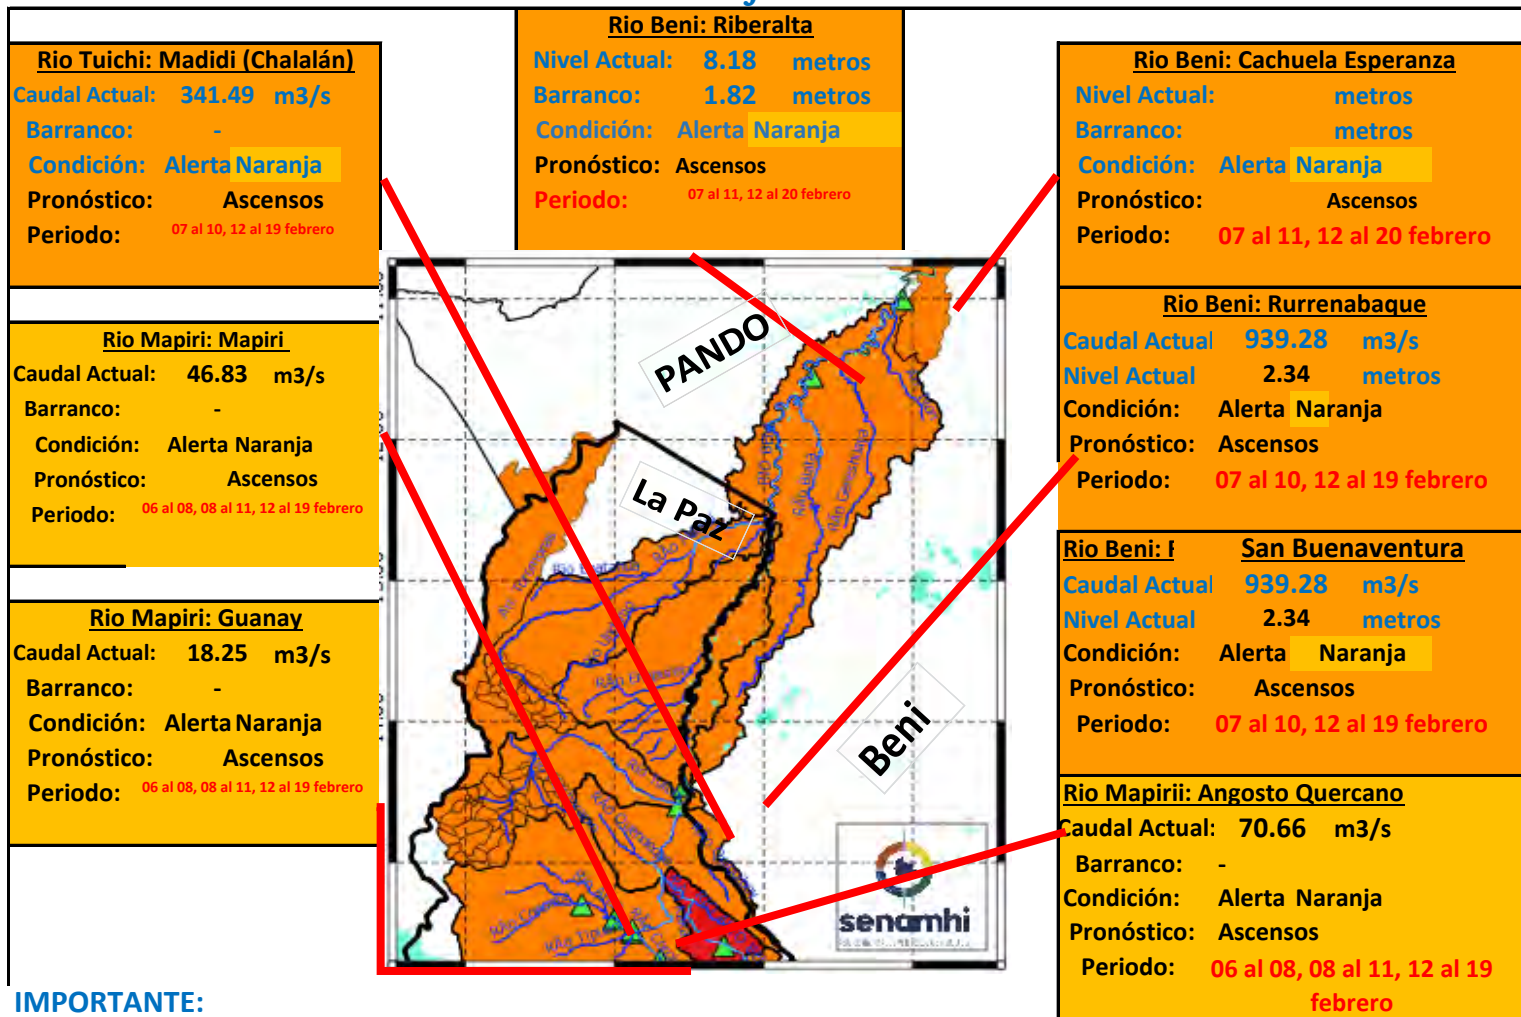 Rio Tuichi: Madidi (Chalalán)
Caudal Actual: 341.49 m3/s
Barranco: -
Condición: Alerta Naranja
Pronóstico: Ascensos
Periodo: 07 al 10, 12 al 19 febrero
Rio Mapiri: Mapiri
Caudal Actual: 46.83 m3/s
Barranco: -
Condición: Alerta Naranja
Pronóstico: Ascensos
Periodo: 06 al 08, 08 al 11, 12 al 19 febrero
Rio Mapiri: Guanay
Caudal Actual: 18.25 m3/s
Barranco: -
Condición: Alerta Naranja
Pronóstico: Ascensos
Periodo: 06 al 08, 08 al 11, 12 al 19 febrero
Rio Beni: Riberalta
Nivel Actual: 8.18 metros
Barranco: 1.82 metros
Condición: Alerta Naranja
Pronóstico: Ascensos
Periodo: 07 al 11, 12 al 20 febrero
PANDO
La Paz
Beni
senamhi
Rio Beni: Cachuela Esperanza
Nivel Actual: metros
Barranco: metros
Condición: Alerta Naranja
Pronóstico: Ascensos
Periodo: 07 al 11, 12 al 20 febrero
Rio Beni: Rurrenabaque
Caudal Actual 939.28 m3/s
Nivel Actual 2.34 metros
Condición: Alerta Naranja
Pronóstico: Ascensos
Periodo: 07 al 10, 12 al 19 febrero
Rio Beni: San Buenaventura
Caudal Actual 939.28 m3/s
Nivel Actual 2.34 metros
Condición: Alerta Naranja
Pronóstico: Ascensos
Periodo: 07 al 10, 12 al 19 febrero
Rio Mapirii: Angosto Quercano
Caudal Actual: 70.66 m3/s
Barranco: -
Condición: Alerta Naranja
Pronóstico: Ascensos
Periodo: 06 al 08, 08 al 11, 12 al 19
febrero
IMPORTANTE: